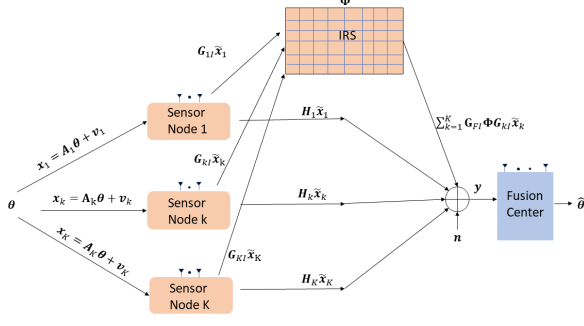 Φ
IRS
G_{1I}x̃_1
x_1 = A_1θ + v_1
Sensor
Node 1
H_1x̃_1
G_{kI}x̃_k
∑_{k=1}^{K} G_{FI}ΦG_{kI}x̃_k
θ
x_k = A_kθ + v_k
Sensor
Node k
H_kx̃_k
y
Fusion
Center
θ̂
n
x_K = A_Kθ + v_K
G_{KI}x̃_K
Sensor
Node K
H_Kx̃_K